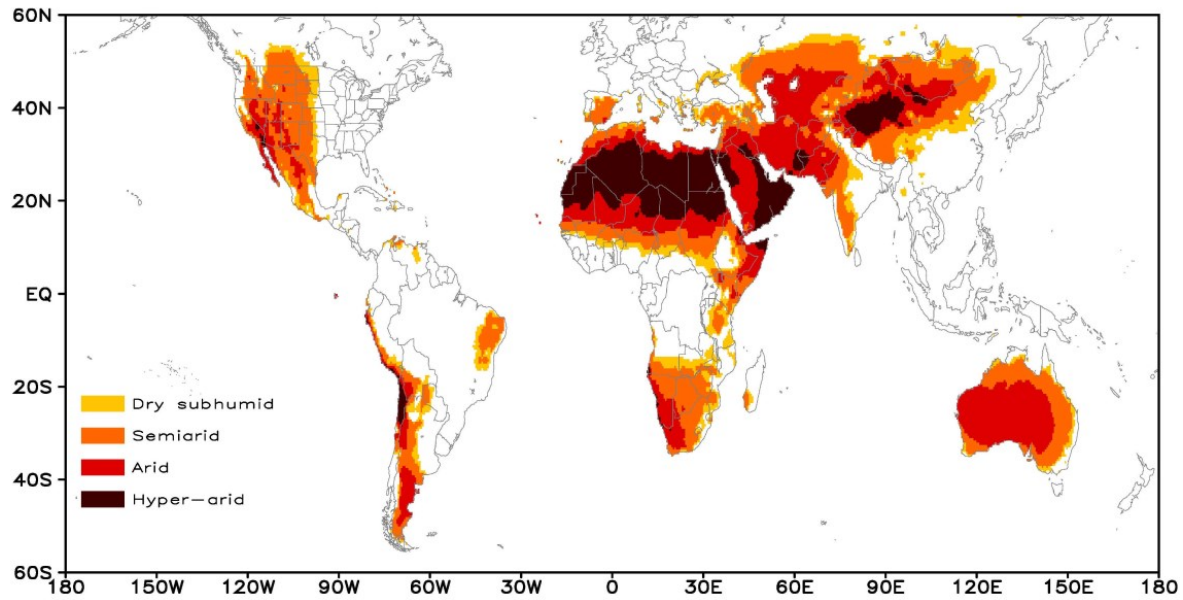 60N
40N
20N
EQ
20S
40S
60S
Dry subhumid
Semiarid
Arid
Hyper-arid
180 150W 120W 90W 60W 30W 0 30E 60E 90E 120E 150E 180